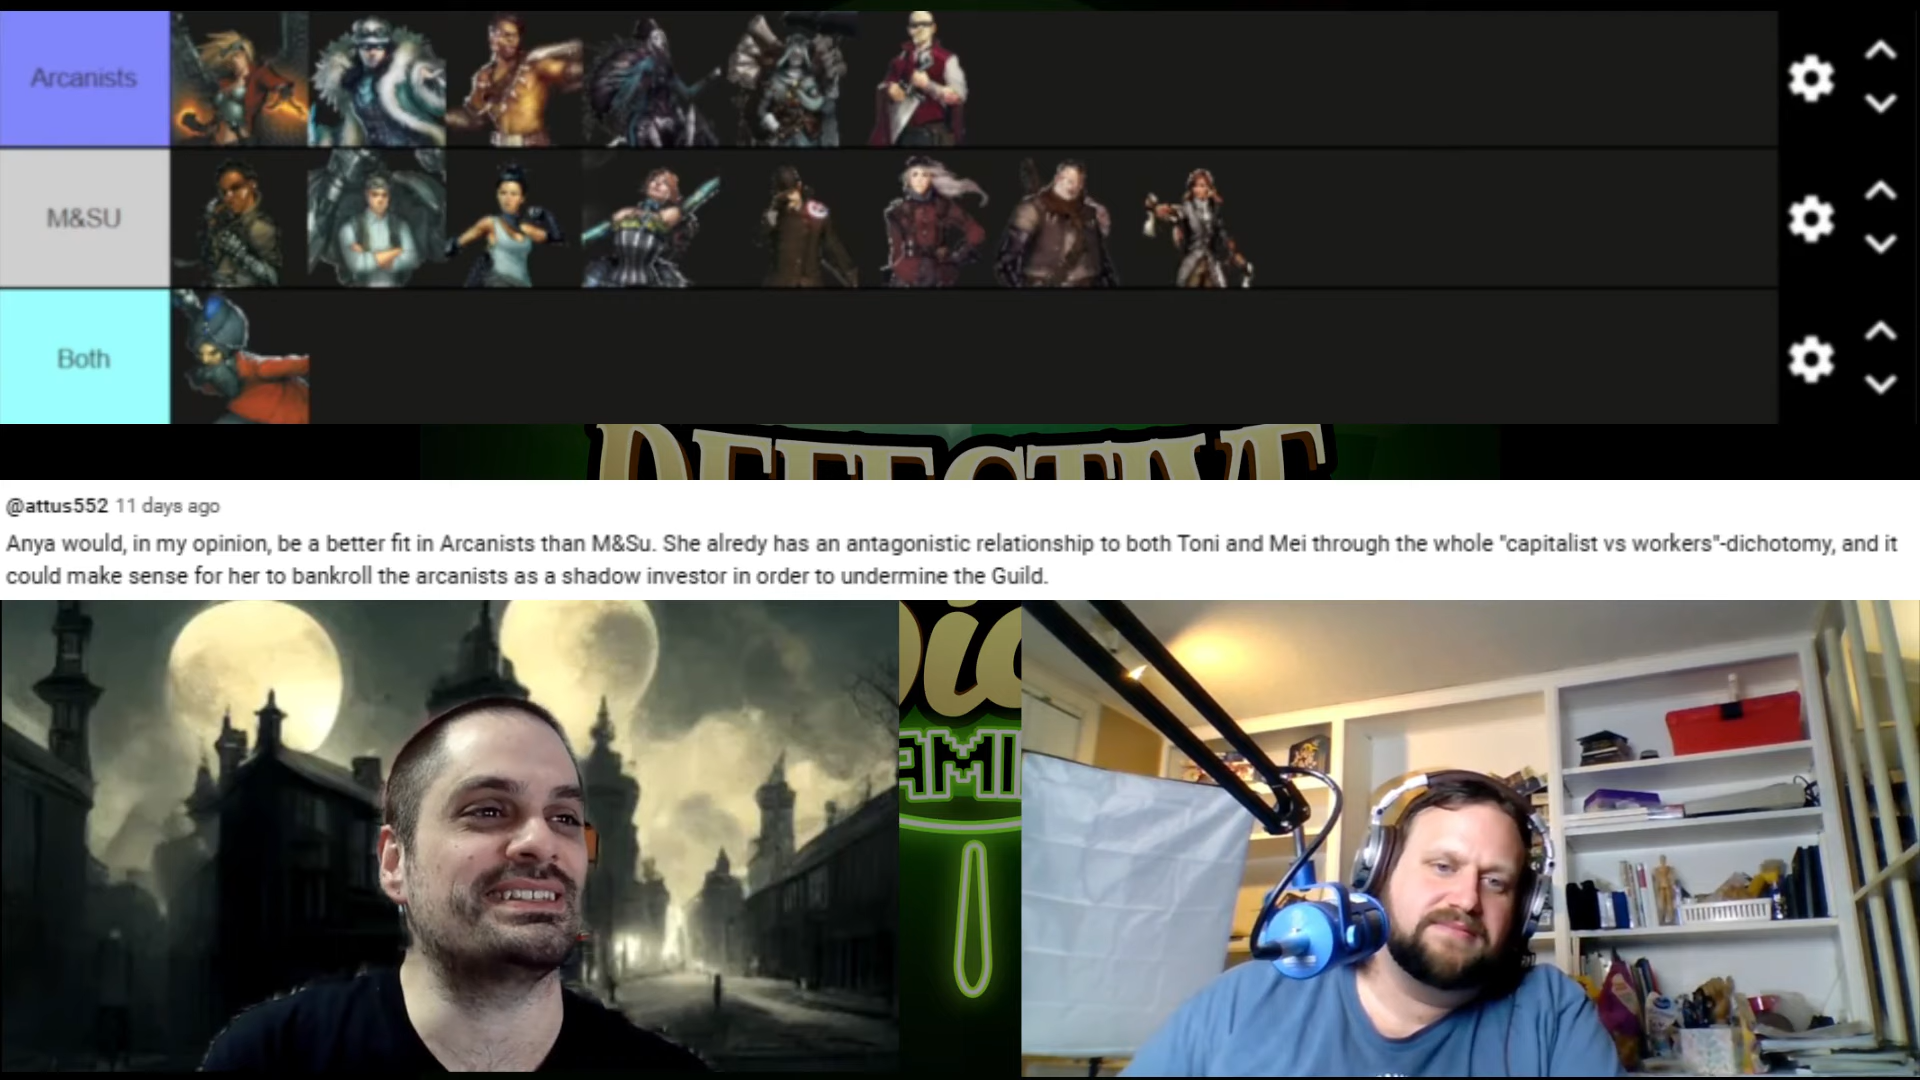 Arcanists
M&SU
Both
DEFECTIVE
@attus552 11 days ago
Anya would, in my opinion, be a better fit in Arcanists than M&Su. She alredy has an antagonistic relationship to both Toni and Mei through the whole "capitalist vs workers"-dichotomy, and it
could make sense for her to bankroll the arcanists as a shadow investor in order to undermine the Guild.